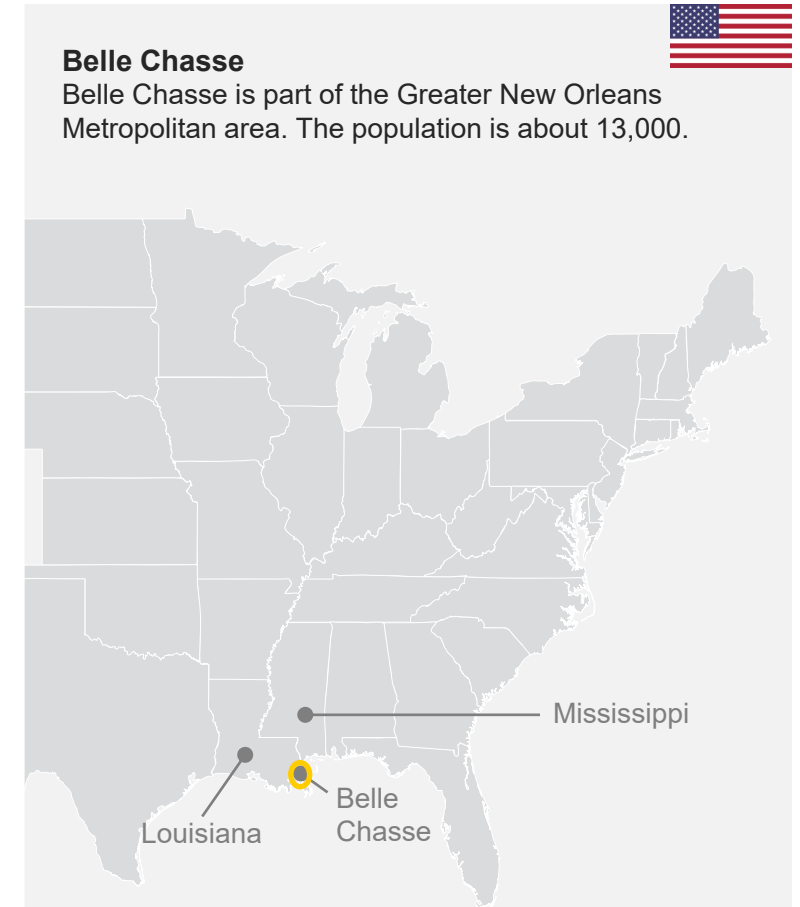 Belle Chasse
Belle Chasse is part of the Greater New Orleans
Metropolitan area. The population is about 13,000.
Mississippi
Belle
Chasse
Louisiana